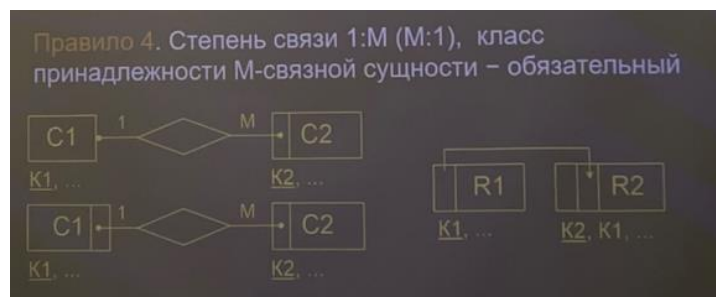 Правило 4. Степень связи 1:М (М:1), класс
принадлежности М-связной сущности – обязательный
С1 1 М С2
К1, ... К2, ...
С1 1 М С2
К1, ... К2, ...
R1 R2
К1, ... К2, К1, ...